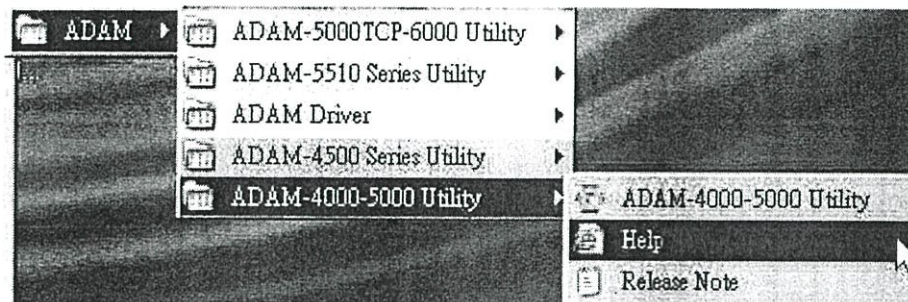 ADAM
ADAM-5000TCP-6000 Utility
ADAM-5510 Series Utility
ADAM Driver
ADAM-4500 Series Utility
ADAM-4000-5000 Utility
ADAM-4000-5000 Utility
Help
Release Note